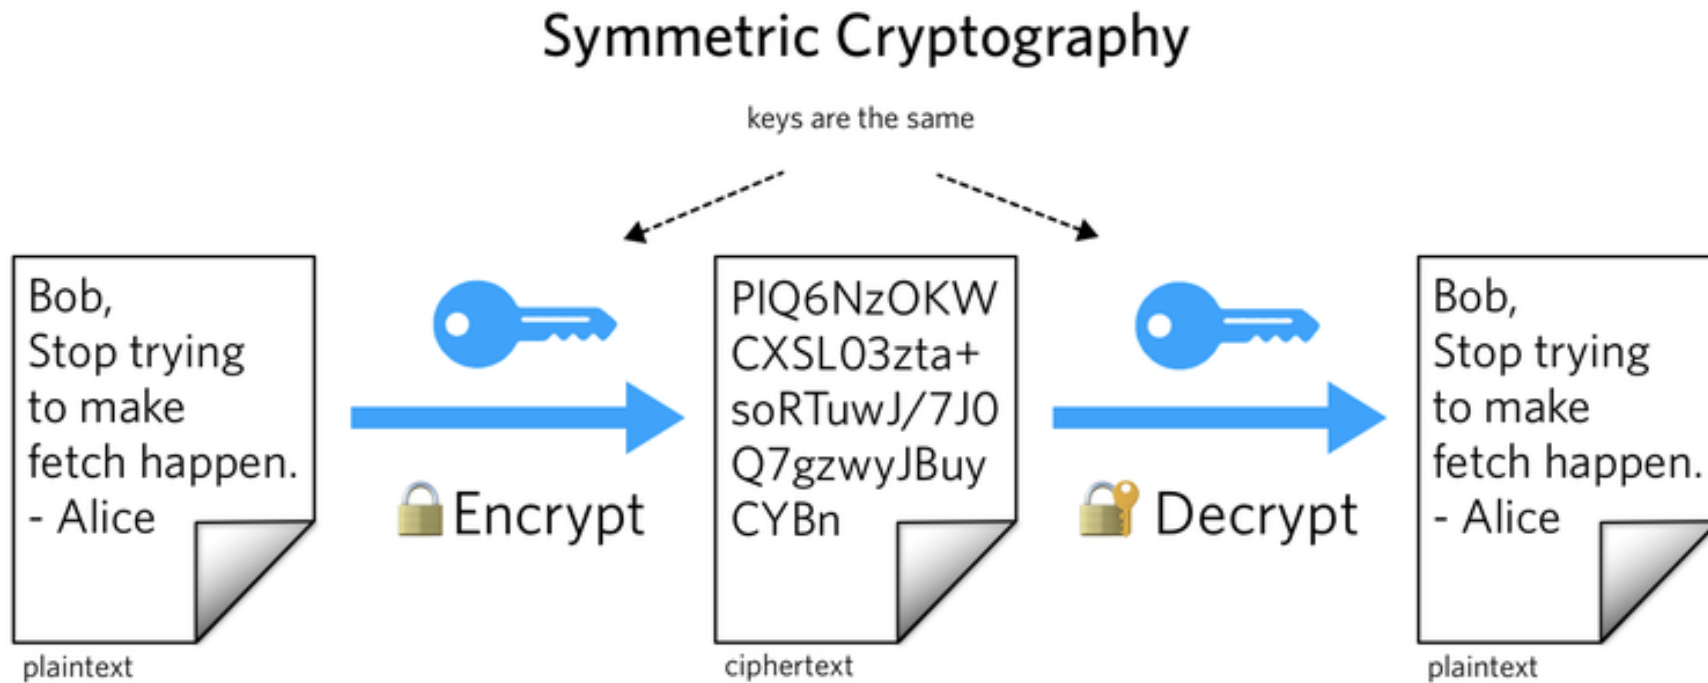 Symmetric Cryptography
keys are the same
Bob,
Stop trying
to make
fetch happen.
- Alice
plaintext
Encrypt
PlQ6NzOKW
CXSL03zta+
soRTuwJ/7J0
Q7gzwyJBuy
CYBn
ciphertext
Decrypt
Bob,
Stop trying
to make
fetch happen.
- Alice
plaintext